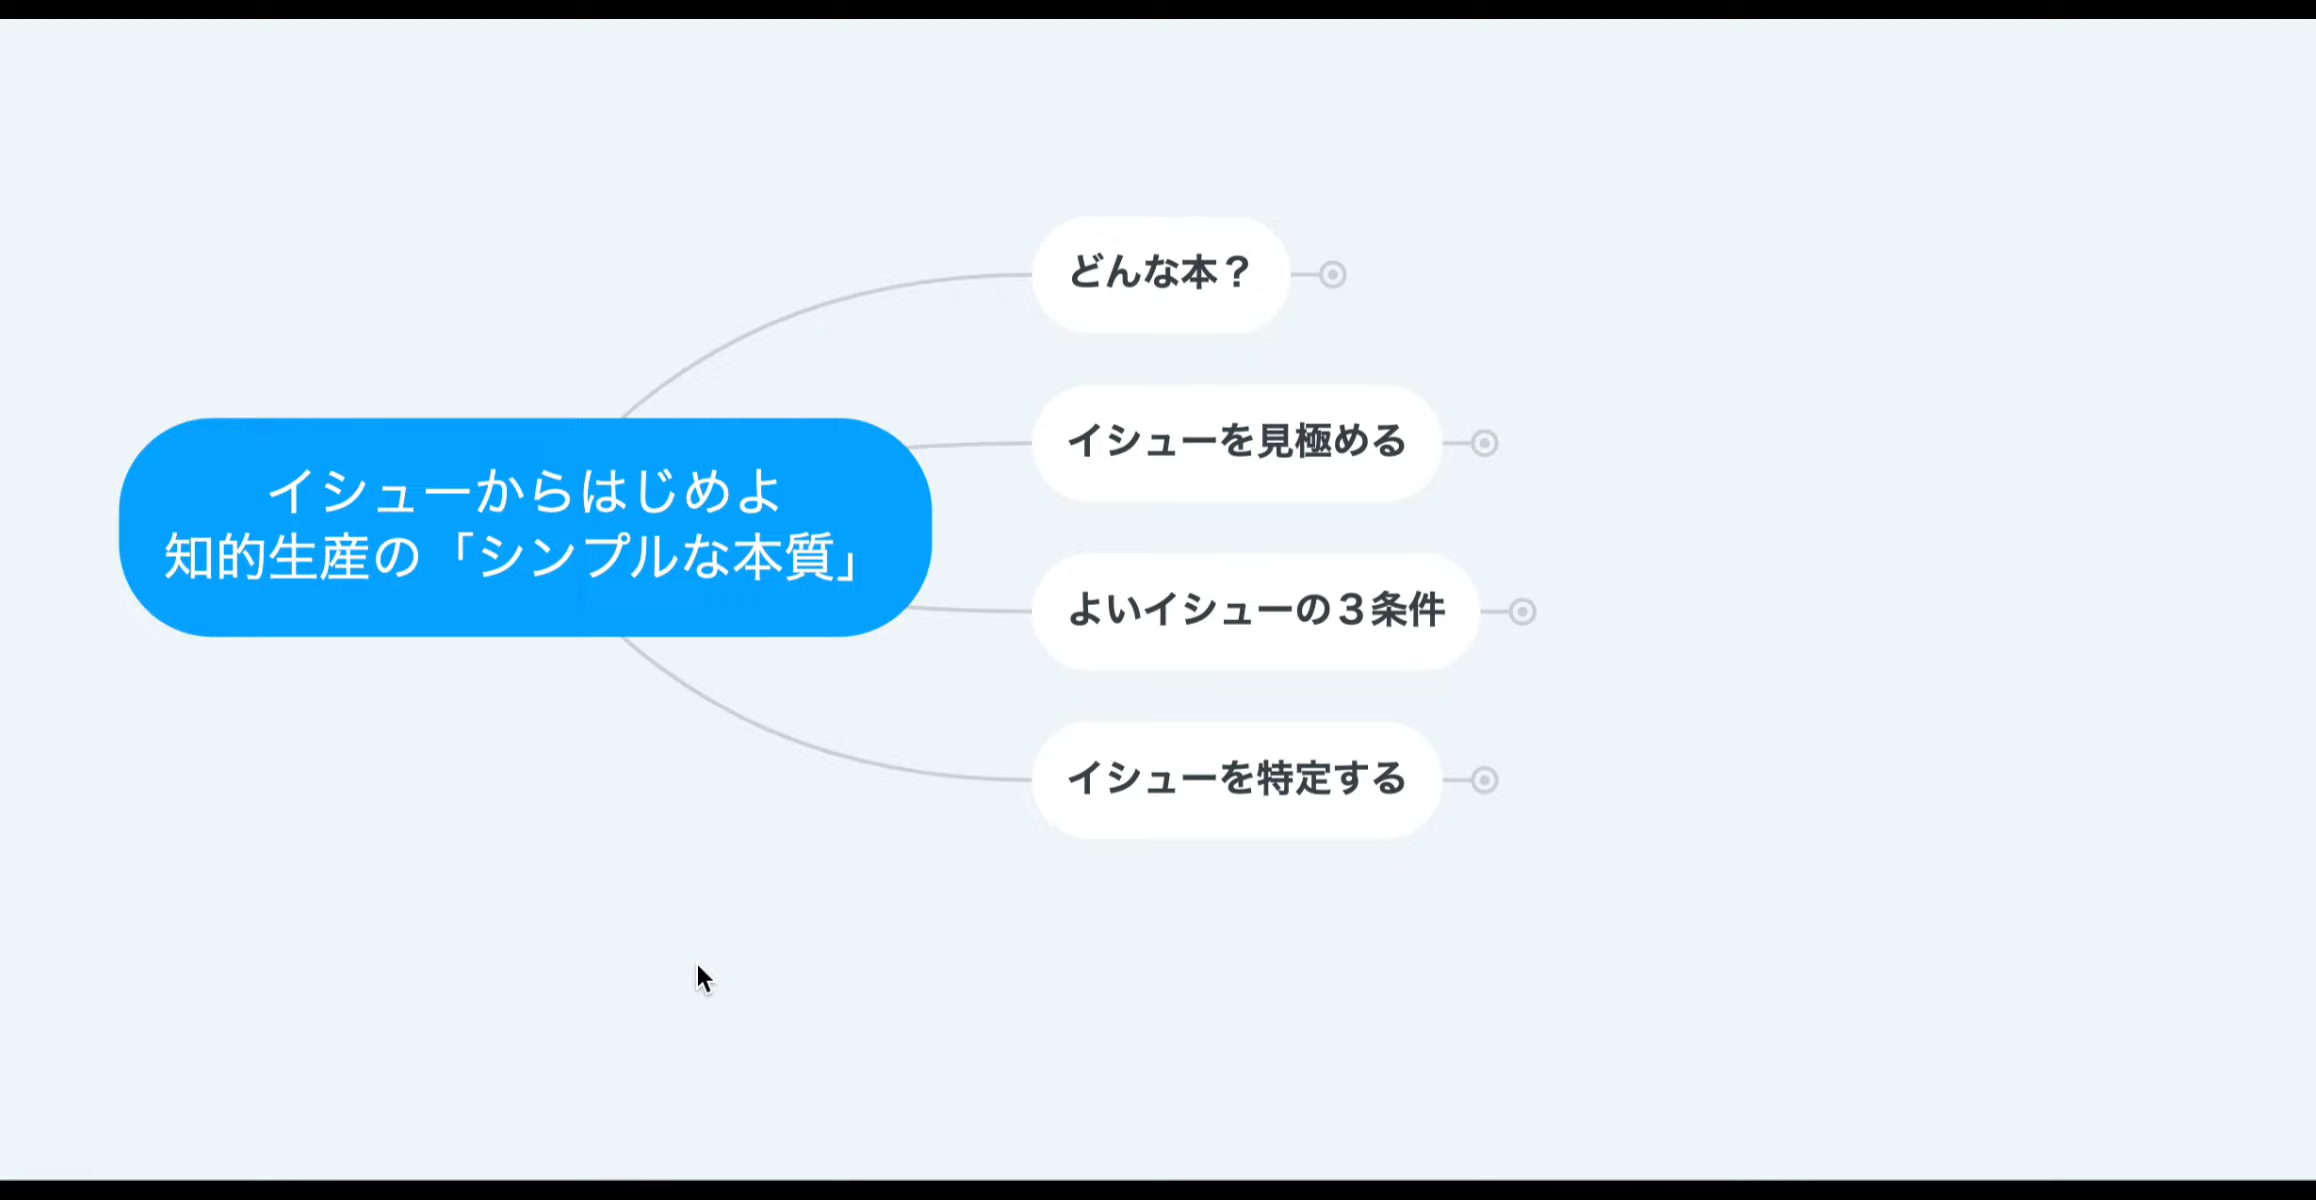 イシューからはじめよ
知的生産の「シンプルな本質」
どんな本？
イシューを見極める
よいイシューの３条件
イシューを特定する